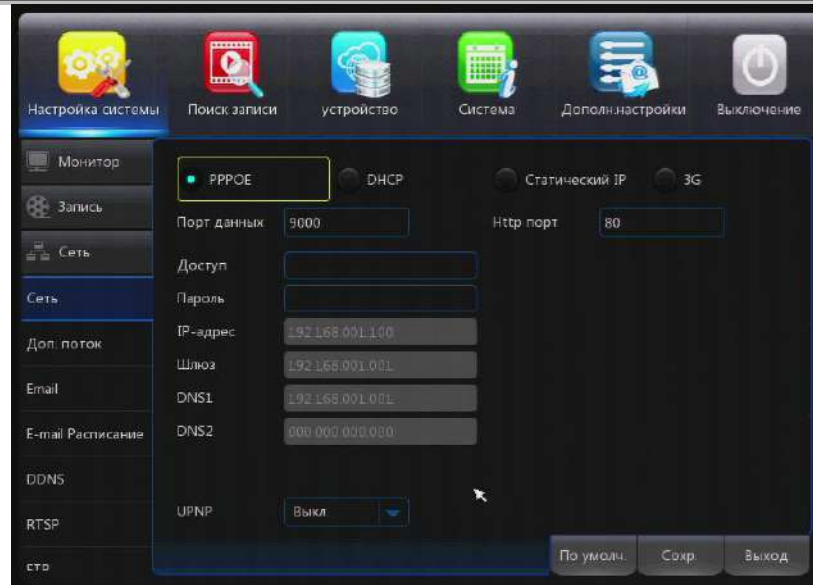 Настройка системы
Поиск записи
устройство
Система
Дополн.настройки
Выключение
Монитор
Запись
Сеть
Сеть
Доп. поток
Email
E-mail Расписание
DDNS
RTSP
PPPOE
DHCP
Статический IP
3G
Порт данных 9000
Http порт 80
Доступ
Пароль
IP-адрес 192.168.001.100
Шлюз 192.168.001.001
DNS1 192.168.001.001
DNS2 000.000.000.000
UPNP Выкл
По умолч.
Сохр.
Выход